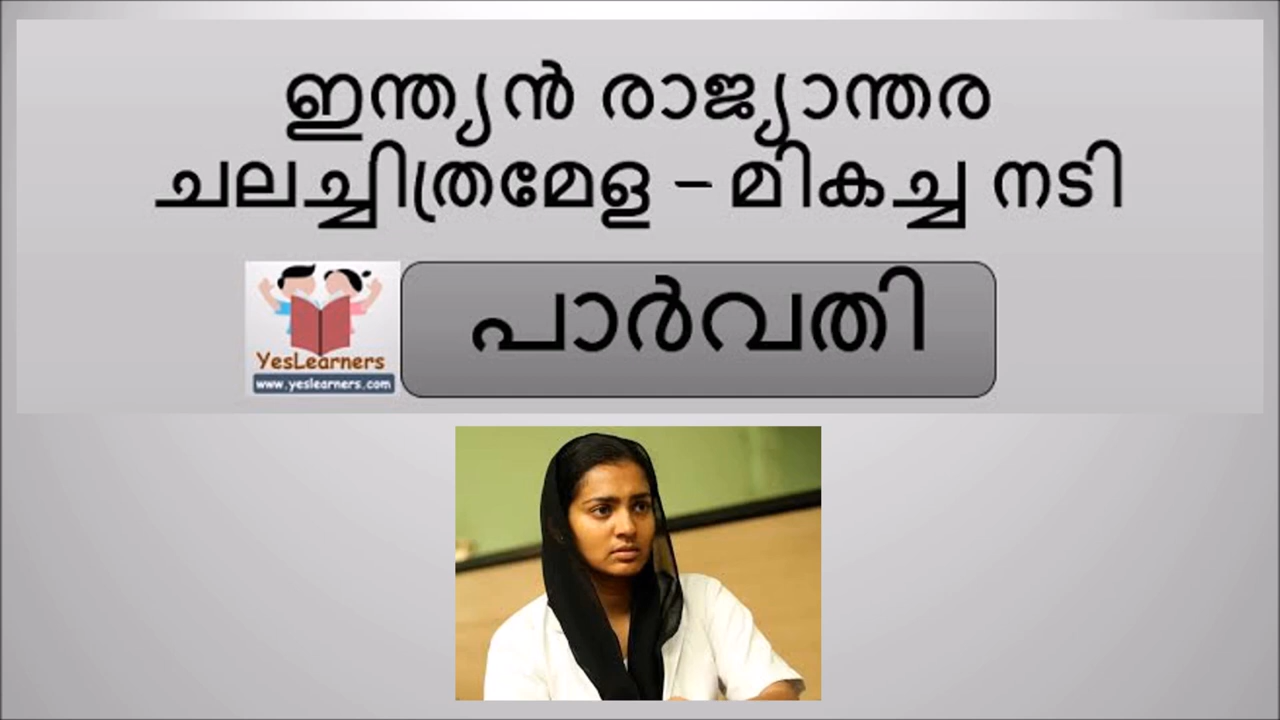 ഇന്ത്യൻ രാജ്യാന്തര
ചലച്ചിത്രമേള – മികച്ച നടി
പാർവതി
YesLearners
www.yeslearners.com